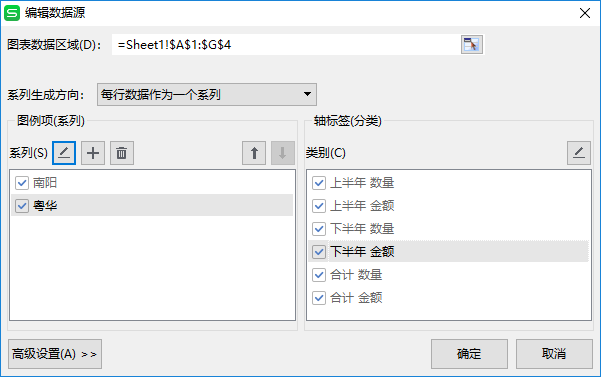 编辑数据源
图表数据区域(D): =Sheet1!$A$1:$G$4
系列生成方向: 每行数据作为一个系列
图例项(系列)
系列(S)
南阳
粤华
轴标签(分类)
类别(C)
上半年 数量
上半年 金额
下半年 数量
下半年 金额
合计 数量
合计 金额
高级设置(A) >>
确定
取消